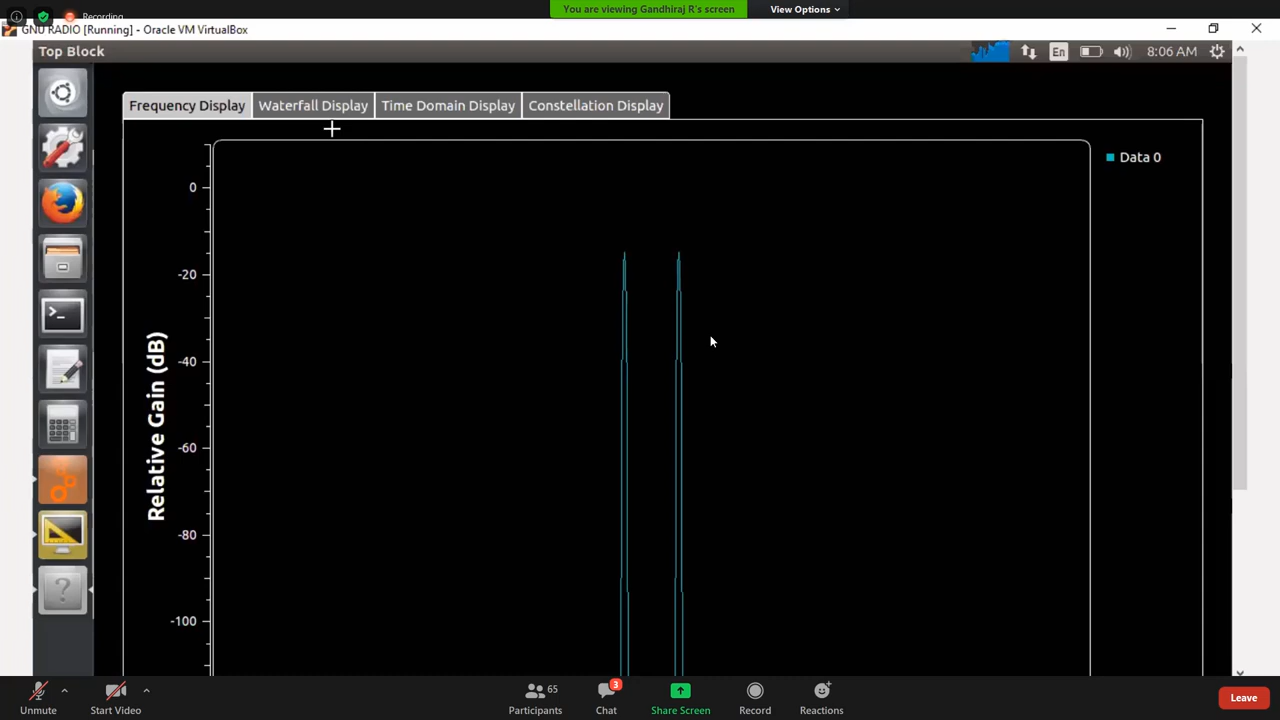 Recording
You are viewing Gandhiraj R's screen
View Options
GNU RADIO [Running] - Oracle VM VirtualBox
Top Block
En
8:06 AM
Frequency Display
Waterfall Display
Time Domain Display
Constellation Display
Data 0
0
-20
-40
-60
-80
-100
Relative Gain (dB)
>_
?
65
3
Unmute
Start Video
Participants
Chat
Share Screen
Record
Reactions
Leave